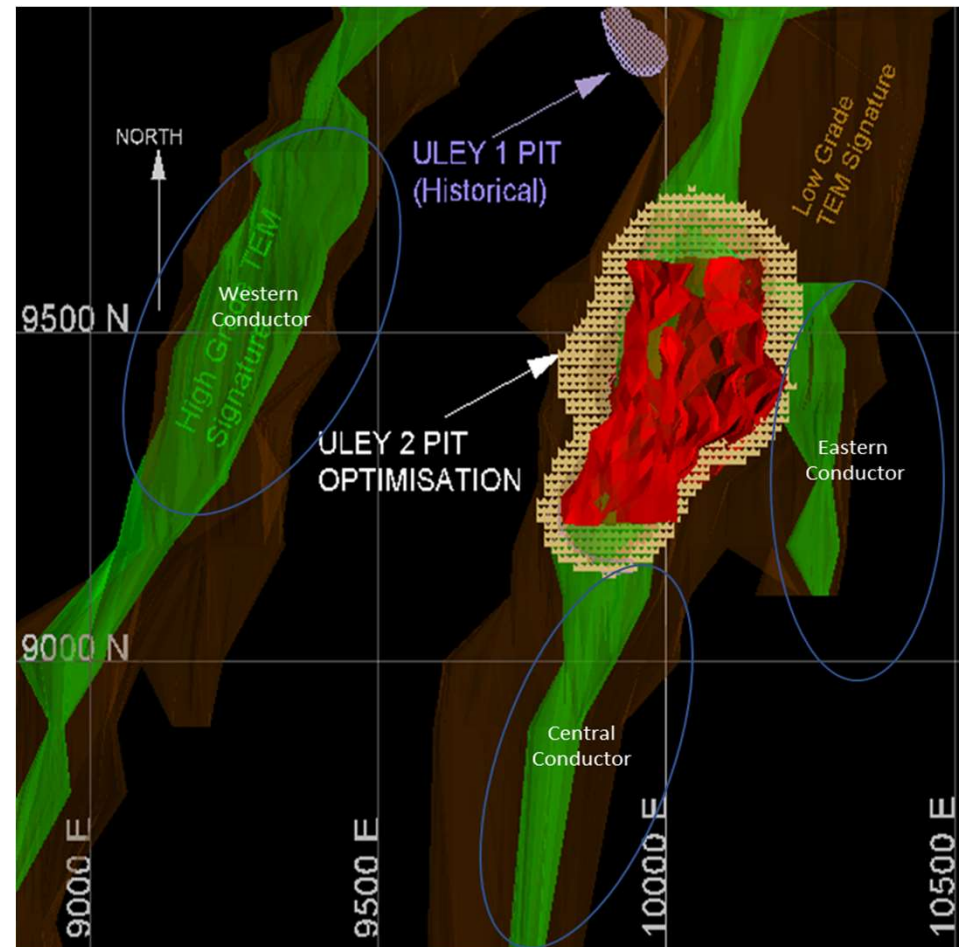 NORTH
ULEY 1 PIT
(Historical)
Low Grade
TEM Signature
High Grade TEM
Signature
Western
Conductor
9500 N
ULEY 2 PIT
OPTIMISATION
Eastern
Conductor
9000 N
Central
Conductor
9000 E
9500 E
10000 E
10500 E